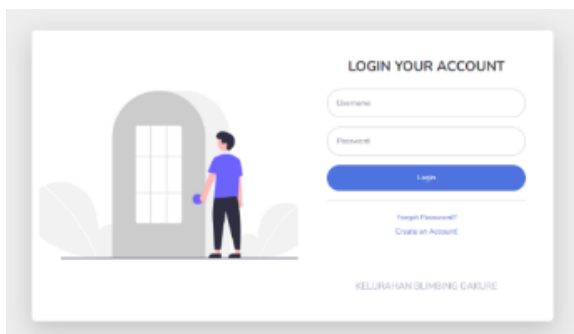 LOGIN YOUR ACCOUNT
Username
Password
Login
Forgot Password?
Create an Account
KELURAHAN BLIMBING GAKURE